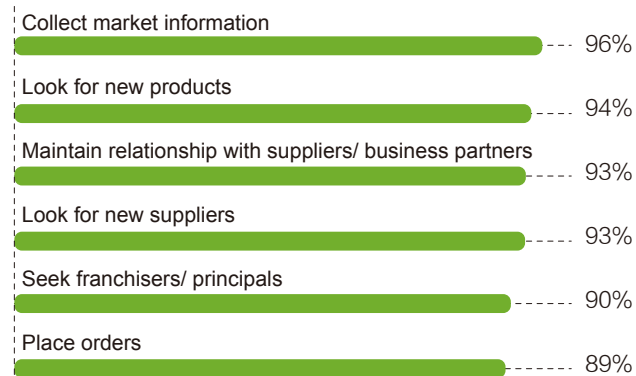 Collect market information
96%
Look for new products
94%
Maintain relationship with suppliers/ business partners
93%
Look for new suppliers
93%
Seek franchisers/ principals
90%
Place orders
89%